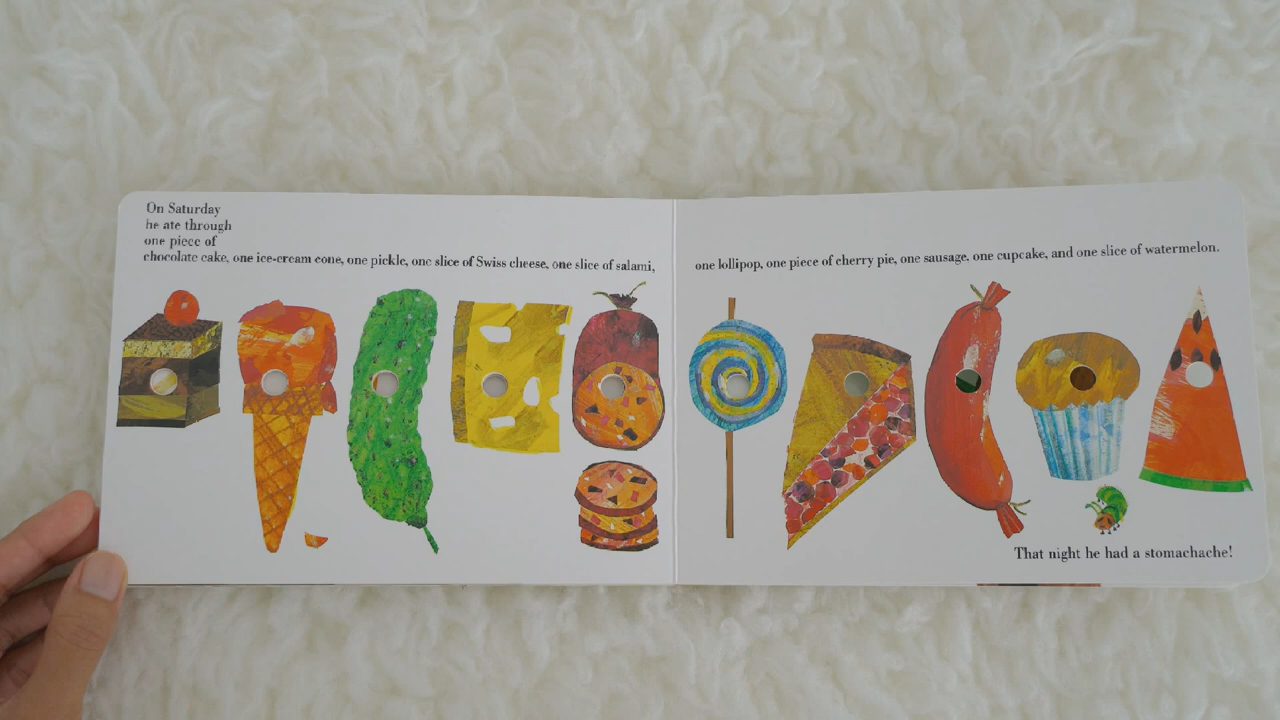 On Saturday
he ate through
one piece of
chocolate cake, one ice-cream cone, one pickle, one slice of Swiss cheese, one slice of salami,
one lollipop, one piece of cherry pie, one sausage, one cupcake, and one slice of watermelon.
That night he had a stomachache!